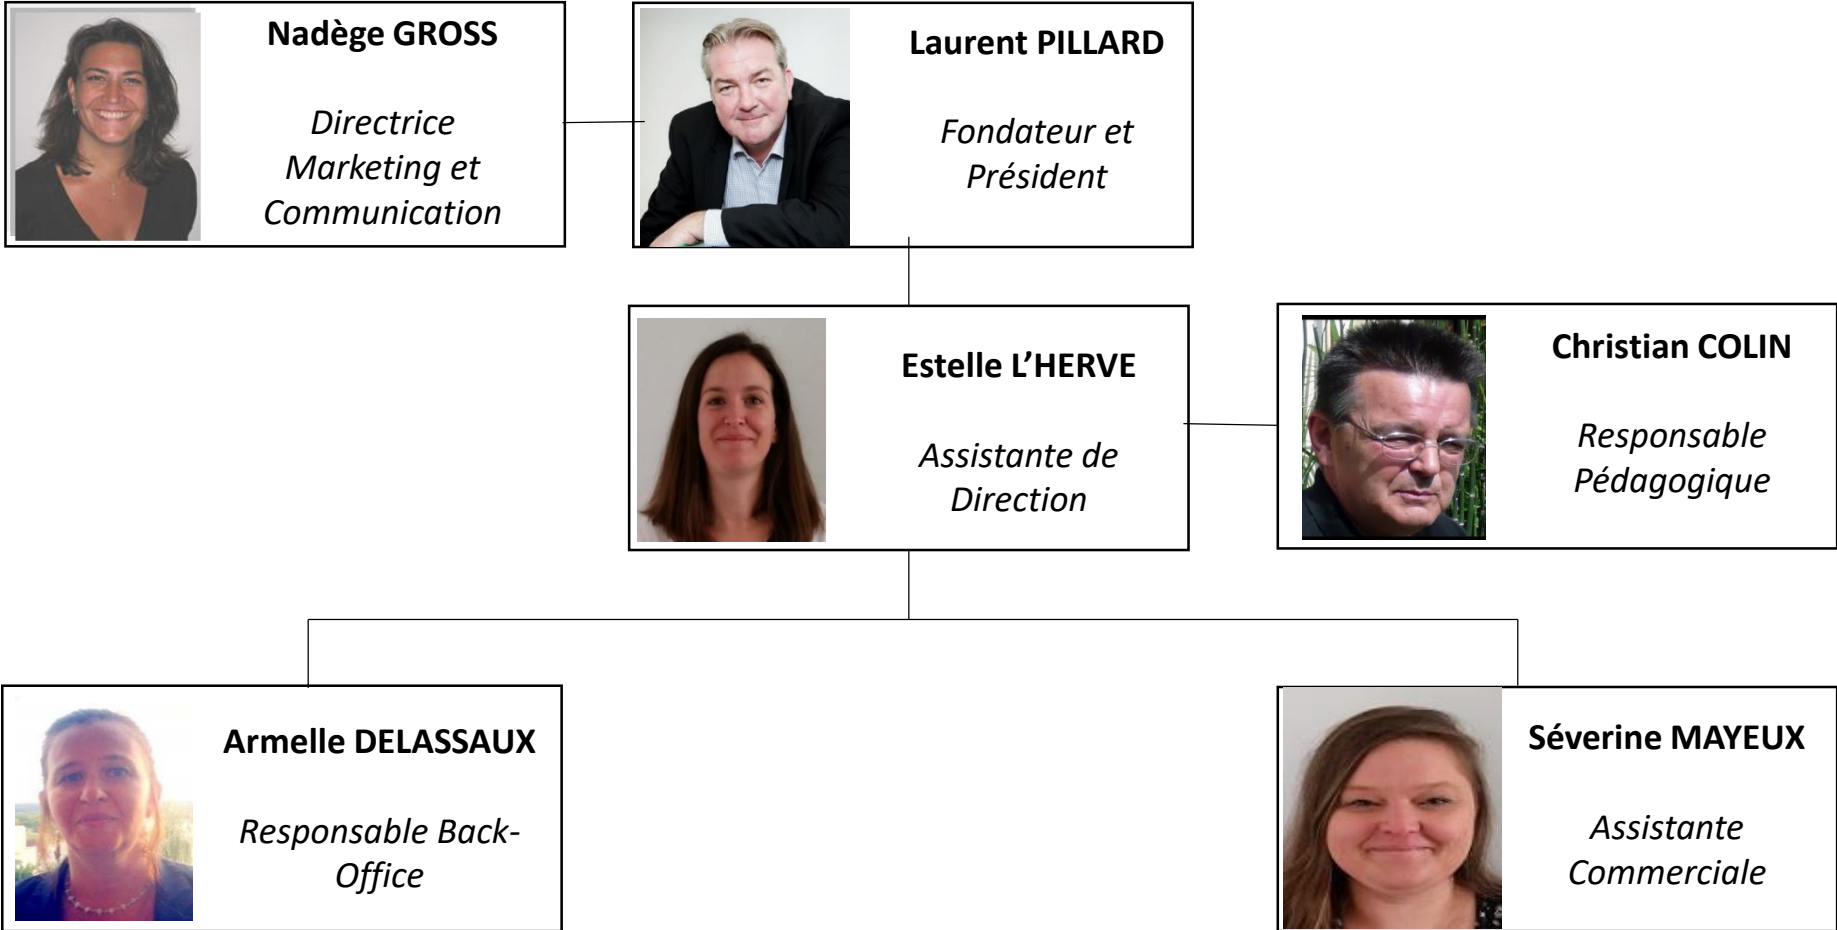 Nadège GROSS
Directrice
Marketing et
Communication
Laurent PILLARD
Fondateur et
Président
Estelle L’HERVE
Assistante de
Direction
Christian COLIN
Responsable
Pédagogique
Armelle DELASSAUX
Responsable Back-
Office
Séverine MAYEUX
Assistante
Commerciale